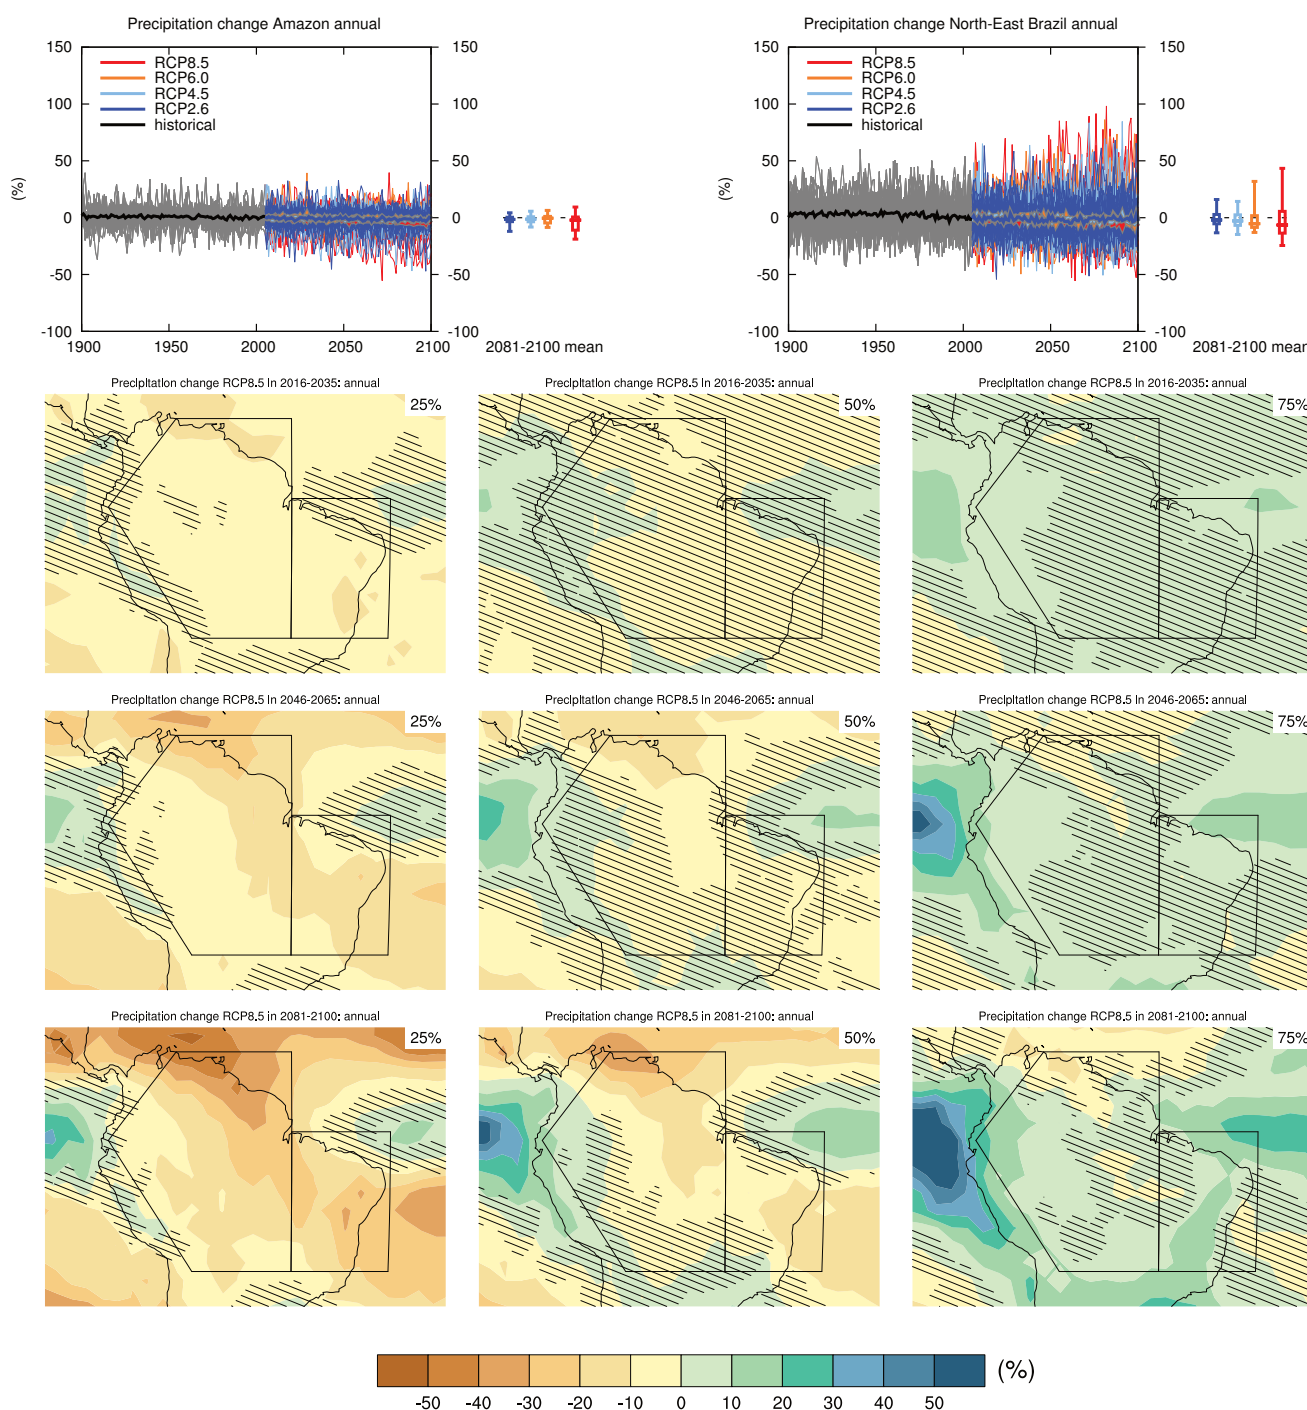 Precipitation change Amazon annual
Precipitation change North-East Brazil annual
150
100
50
0
-50
-100
(%)
RCP8.5
RCP6.0
RCP4.5
RCP2.6
historical
150
100
50
0
-50
-100
1900
1950
2000
2050
2100
2081-2100 mean
150
100
50
0
-50
-100
(%)
RCP8.5
RCP6.0
RCP4.5
RCP2.6
historical
150
100
50
0
-50
-100
1900
1950
2000
2050
2100
2081-2100 mean
Precipitation change RCP8.5 in 2016-2035: annual
25%
Precipitation change RCP8.5 in 2016-2035: annual
50%
Precipitation change RCP8.5 in 2016-2035: annual
75%
Precipitation change RCP8.5 in 2046-2065: annual
25%
Precipitation change RCP8.5 in 2046-2065: annual
50%
Precipitation change RCP8.5 in 2046-2065: annual
75%
Precipitation change RCP8.5 in 2081-2100: annual
25%
Precipitation change RCP8.5 in 2081-2100: annual
50%
Precipitation change RCP8.5 in 2081-2100: annual
75%
(%)
-50 -40 -30 -20 -10 0 10 20 30 40 50